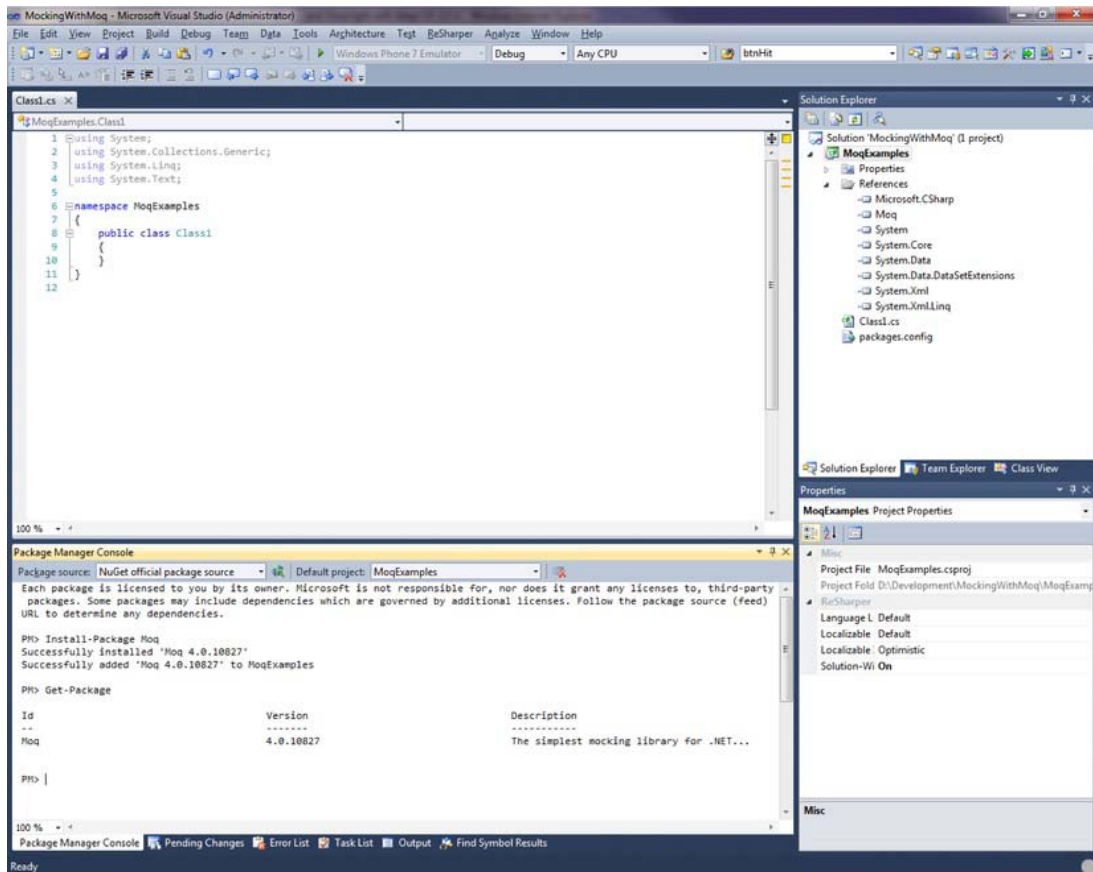 MockingWithMoq - Microsoft Visual Studio (Administrator)
File Edit View Project Build Debug Team Data Tools Architecture Test ReSharper Analyze Window Help
Windows Phone 7 Emulator Debug Any CPU btnHit
Class1.cs
MoqExamples.Class1
1 using System;
2 using System.Collections.Generic;
3 using System.Linq;
4 using System.Text;
5
6 namespace MoqExamples
7 {
8 public class Class1
9 {
10 }
11 }
12
100 %
Package Manager Console
Package source: NuGet official package source Default project: MoqExamples
Each package is licensed to you by its owner. Microsoft is not responsible for, nor does it grant any licenses to, third-party
packages. Some packages may include dependencies which are governed by additional licenses. Follow the package source (feed)
URL to determine any dependencies.
PM> Install-Package Moq
Successfully installed 'Moq 4.0.10827'
Successfully added 'Moq 4.0.10827' to MoqExamples
PM> Get-Package
Id Version Description
-- ------- -----------
Moq 4.0.10827 The simplest mocking library for .NET...
PM>
100 %
Package Manager Console Pending Changes Error List Task List Output Find Symbol Results
Ready
Solution Explorer
Solution 'MockingWithMoq' (1 project)
MoqExamples
Properties
References
Microsoft.CSharp
Moq
System
System.Core
System.Data
System.Data.DataSetExtensions
System.Xml
System.Xml.Linq
Class1.cs
packages.config
Solution Explorer Team Explorer Class View
Properties
MoqExamples Project Properties
Misc
Project File MoqExamples.csproj
Project Fold D:\Development\MockingWithMoq\MoqExamp
ReSharper
Language L Default
Localizable Default
Localizable Optimistic
Solution-Wi On
Misc